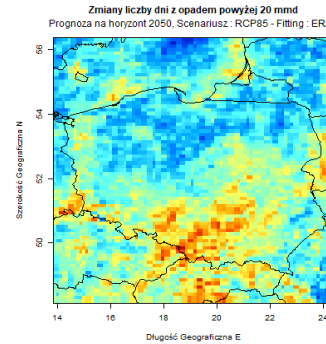 Zmiany liczby dni z opadem powyżej 20 mmd
Prognoza na horyzont 2050, Scenariusz : RCP85 - Fitting : ERA
Szerokość Geograficzna N
56
54
52
50
14
16
18
20
22
24
Długość Geograficzna E